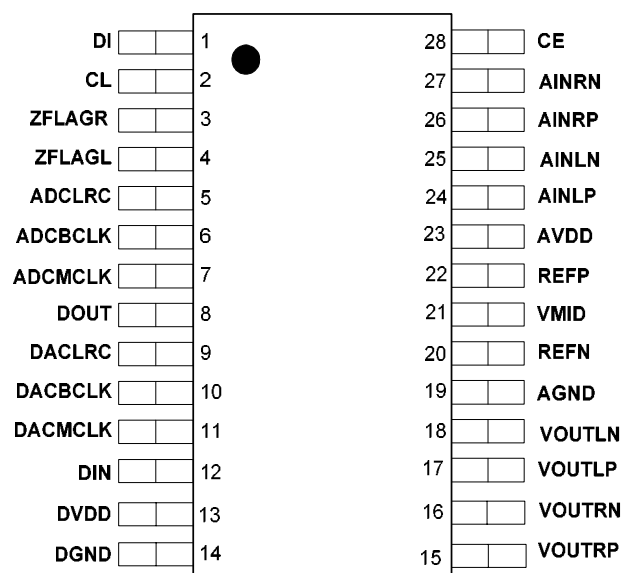 DI 1 28 CE
CL 2 27 AINRN
ZFLAGR 3 26 AINRP
ZFLAGL 4 25 AINLN
ADCLRC 5 24 AINLP
ADCBCLK 6 23 AVDD
ADCMCLK 7 22 REFP
DOUT 8 21 VMID
DACLRC 9 20 REFN
DACBCLK 10 19 AGND
DACMCLK 11 18 VOUTLN
DIN 12 17 VOUTLP
DVDD 13 16 VOUTRN
DGND 14 15 VOUTRP